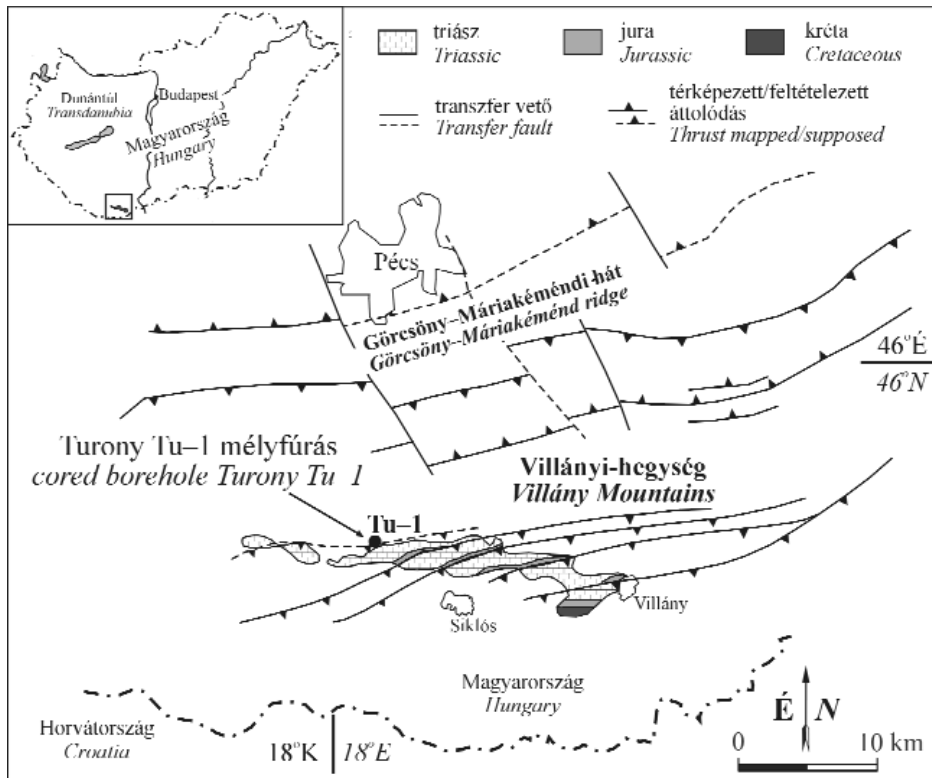 triász
Triassic
jura
Jurassic
kréta
Cretaceous
transzfer vető
Transfer fault
térképezett/feltételezett
áttolódás
Thrust mapped/supposed
Dunántúl
Transdanubia
Budapest
Magyarország
Hungary
Pécs
Görcsöny–Máriakéméndi-hát
Görcsöny–Máriakéménd ridge
46°É
46°N
Turony Tu–1 mélyfúrás
cored borehole Turony Tu 1
Villányi-hegység
Villány Mountains
Tu–1
Siklós
Villány
Magyarország
Hungary
Horvátország
Croatia
18°K 18°E
É N
0 10 km